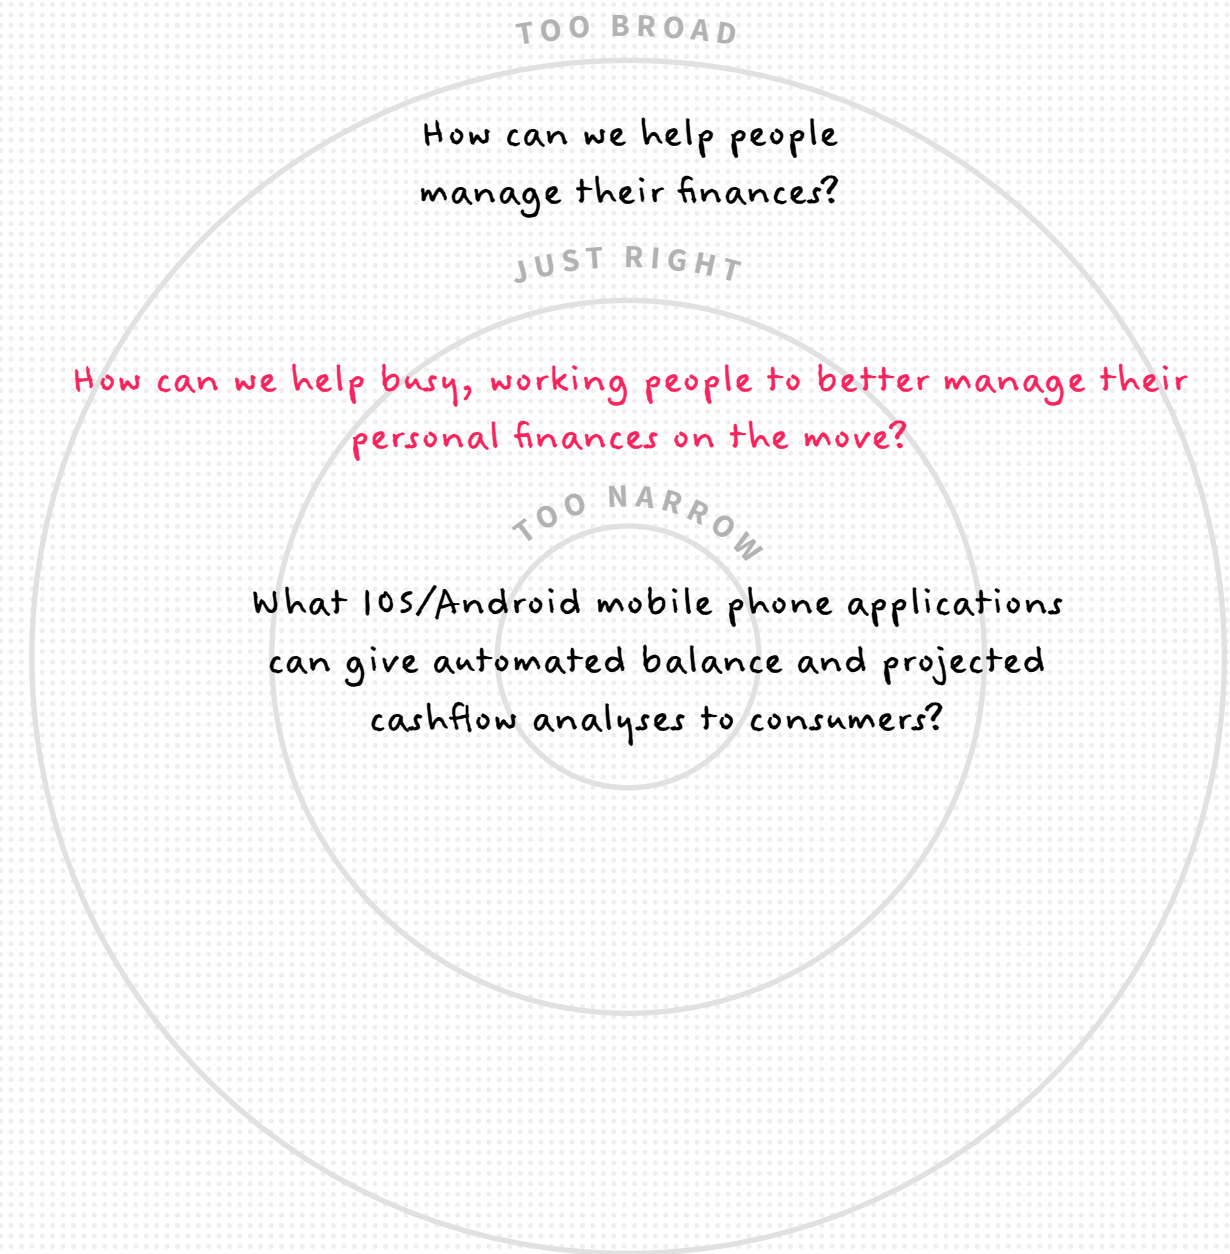 TOO BROAD
How can we help people
manage their finances?
JUST RIGHT
How can we help busy, working people to better manage their
personal finances on the move?
TOO NARROW
What IOS/Android mobile phone applications
can give automated balance and projected
cashflow analyses to consumers?